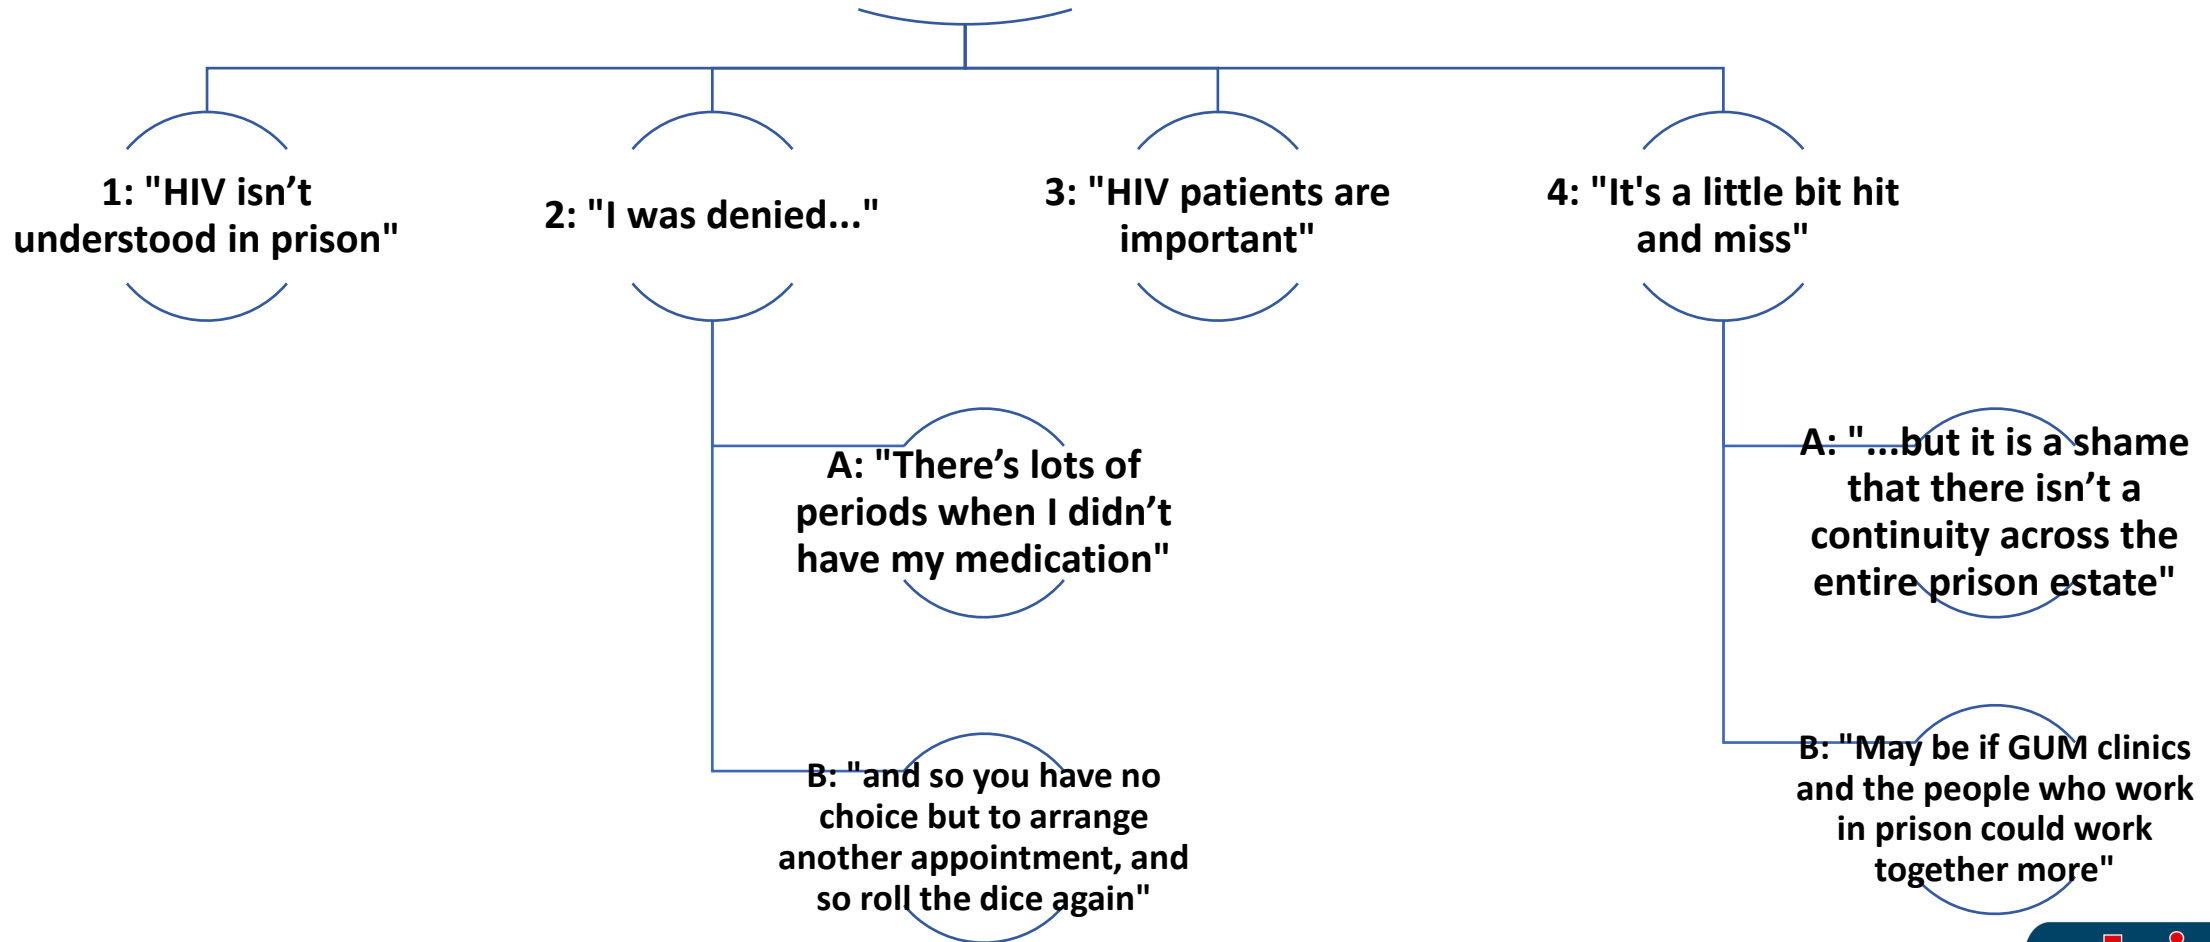 1: "HIV isn’t
understood in prison"
2: "I was denied..."
3: "HIV patients are
important"
4: "It's a little bit hit
and miss"
A: "There’s lots of
periods when I didn’t
have my medication"
B: "and so you have no
choice but to arrange
another appointment, and
so roll the dice again"
A: "...but it is a shame
that there isn’t a
continuity across the
entire prison estate"
B: "May be if GUM clinics
and the people who work
in prison could work
together more"